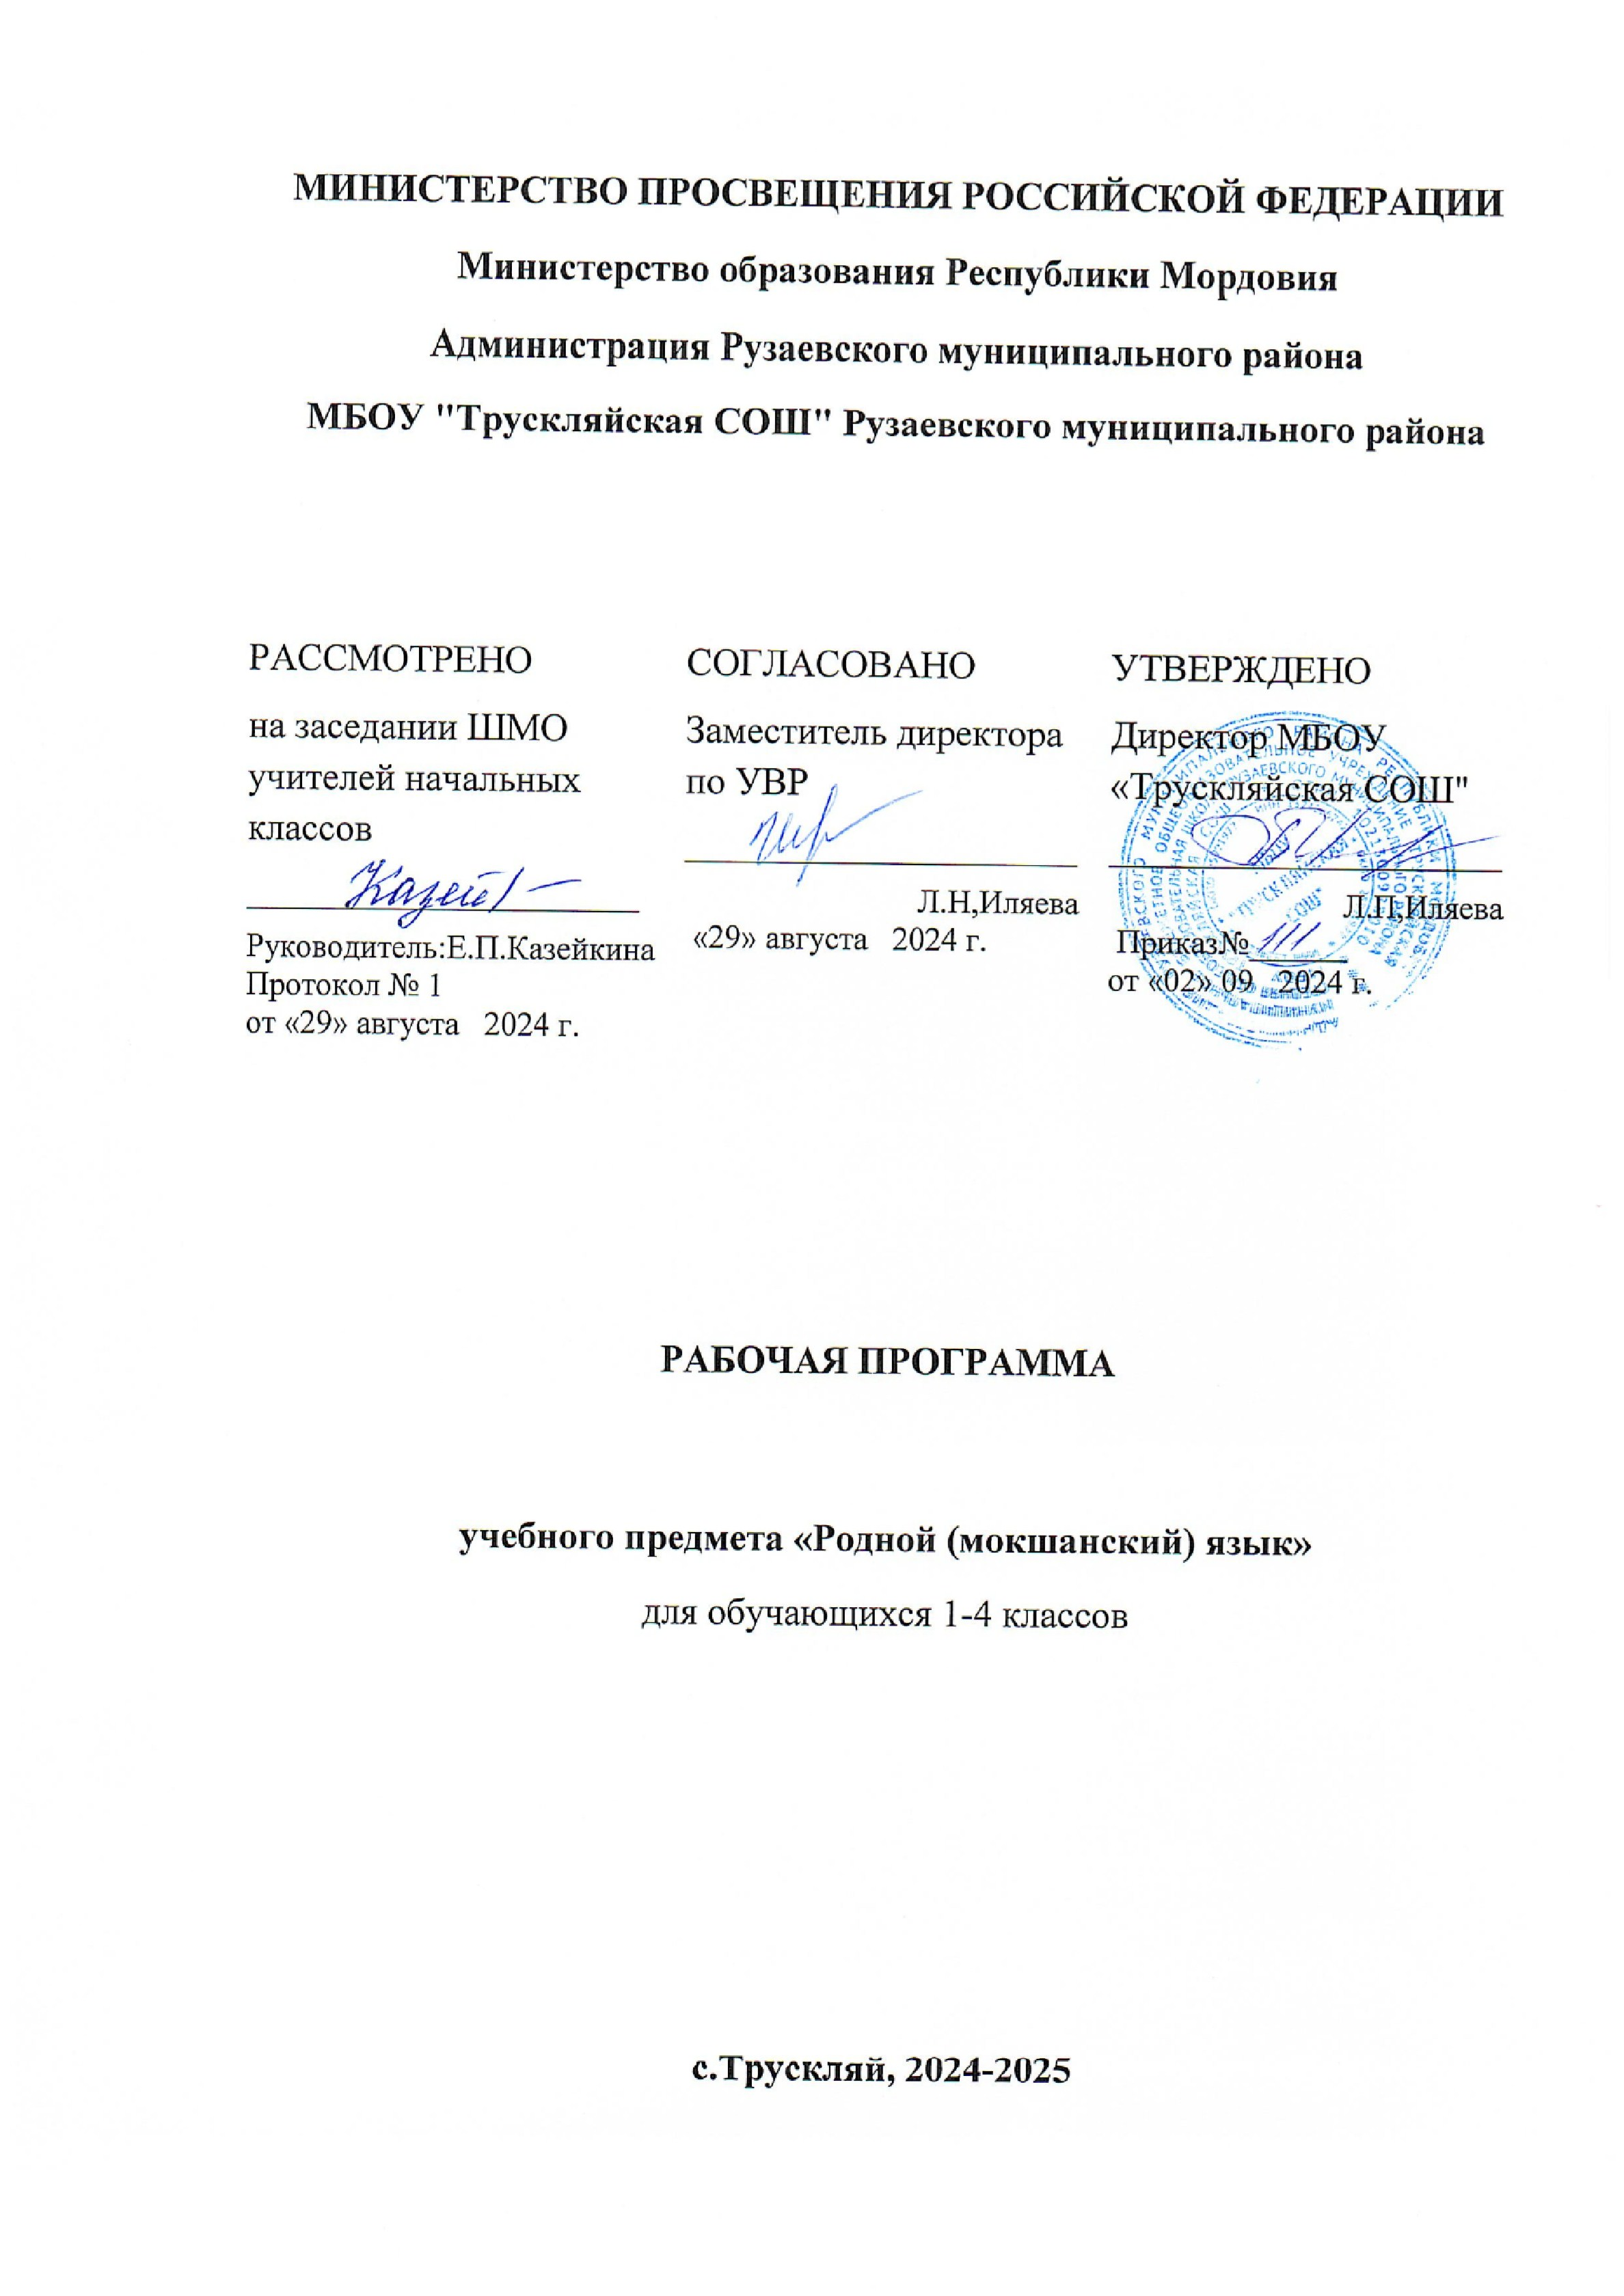 МИНИСТЕРСТВО ПРОСВЕЩЕНИЯ РОССИЙСКОЙ ФЕДЕРАЦИИ
Министерство образования Республики Мордовия
Администрация Рузаевского муниципального района
МБОУ "Трускляйская СОШ" Рузаевского муниципального района
РАССМОТРЕНО
на заседании ШМО
учителей начальных
классов
Казей
Руководитель:Е.П.Казейкина
Протокол № 1
от «29» августа 2024 г.
СОГЛАСОВАНО
Заместитель директора
по УВР
Л.Н,Иляева
«29» августа 2024 г.
УТВЕРЖДЕНО
Директор МБОУ
«Трускляйская СОШ"
Л.П,Иляева
Приказ№ 111
от «02» 09 2024 г.
РАБОЧАЯ ПРОГРАММА
учебного предмета «Родной (мокшанский) язык»
для обучающихся 1-4 классов
с.Трускляй, 2024-2025